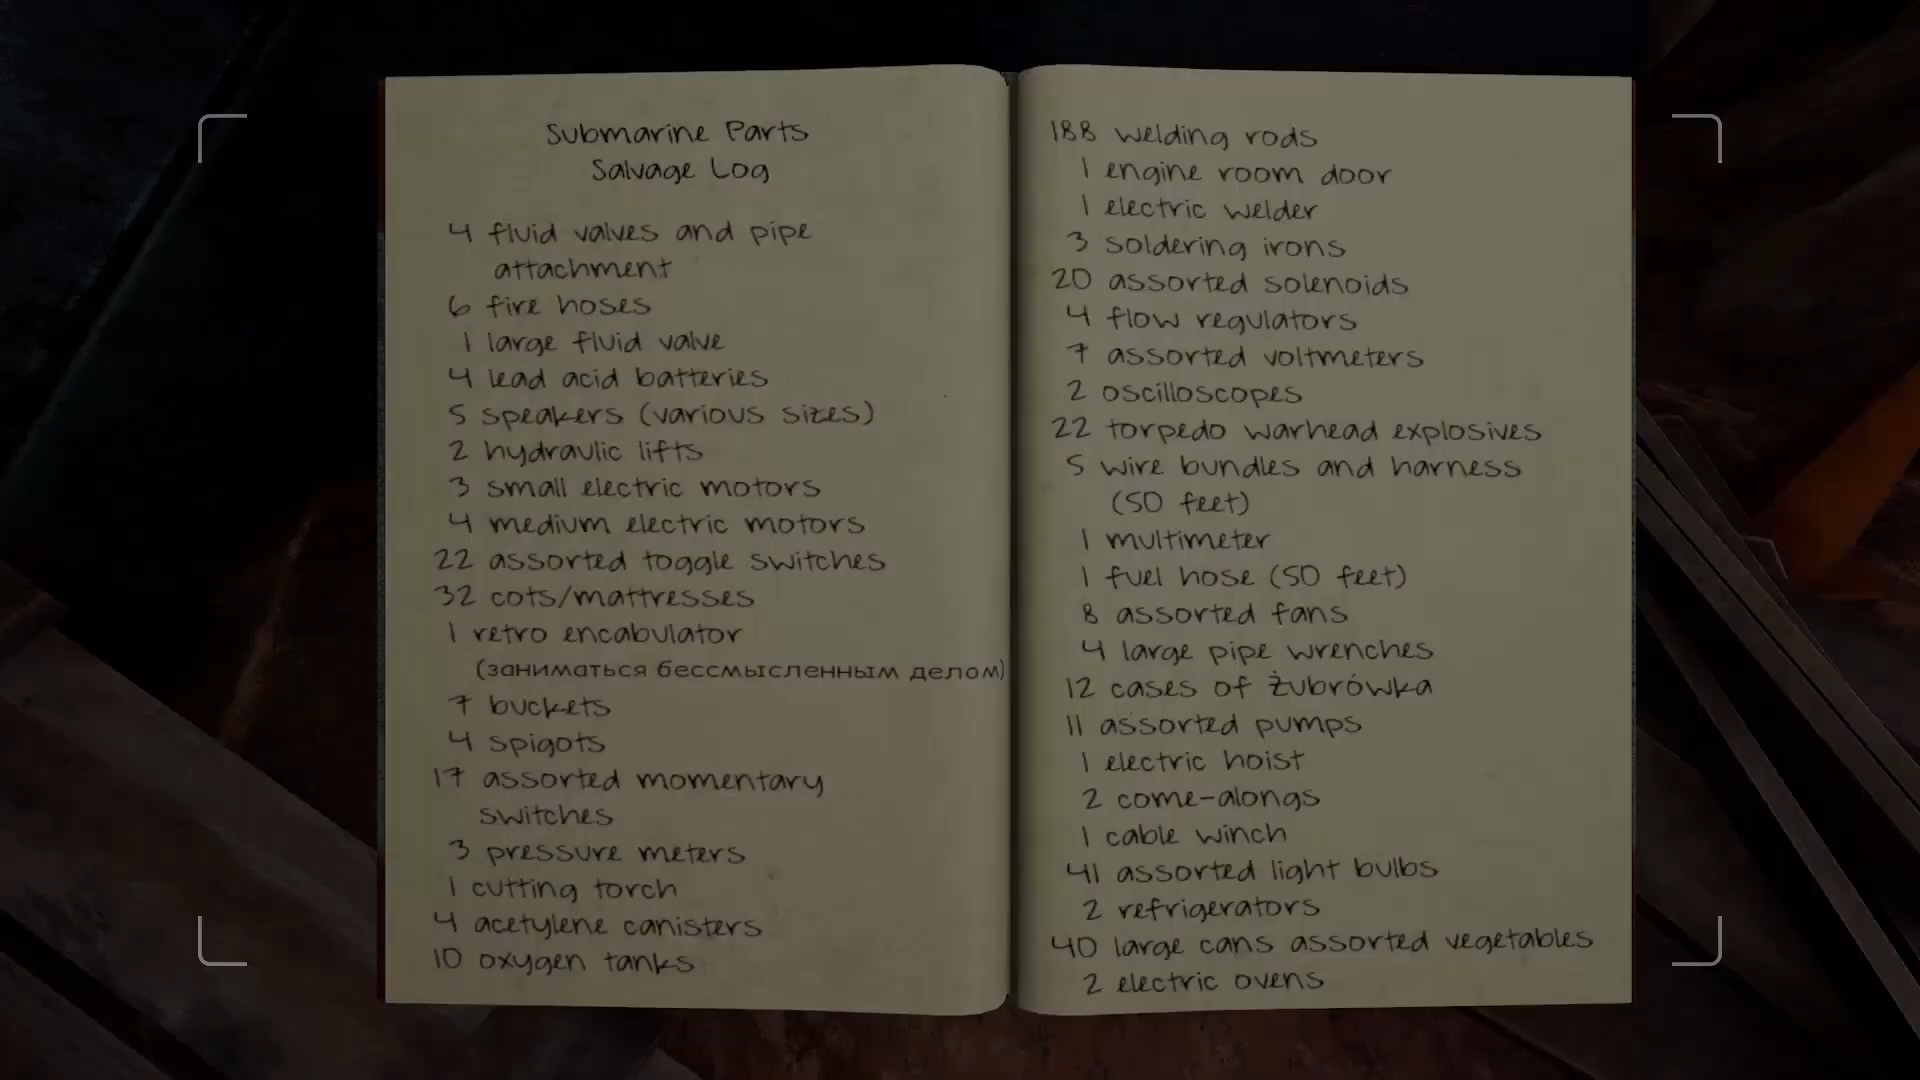 Submarine Parts
Salvage Log
4 fluid valves and pipe
attachment
6 fire hoses
1 large fluid valve
4 lead acid batteries
5 speakers (various sizes)
2 hydraulic lifts
3 small electric motors
4 medium electric motors
22 assorted toggle switches
32 cots/mattresses
1 retro encabulator
(заниматься бессмысленным делом)
7 buckets
4 spigots
17 assorted momentary
switches
3 pressure meters
1 cutting torch
4 acetylene canisters
10 oxygen tanks
188 welding rods
1 engine room door
1 electric welder
3 soldering irons
20 assorted solenoids
4 flow regulators
7 assorted voltmeters
2 oscilloscopes
22 torpedo warhead explosives
5 wire bundles and harness
(50 feet)
1 multimeter
1 fuel hose (50 feet)
8 assorted fans
4 large pipe wrenches
12 cases of żubrówka
11 assorted pumps
1 electric hoist
2 come-alongs
1 cable winch
41 assorted light bulbs
2 refrigerators
40 large cans assorted vegetables
2 electric ovens